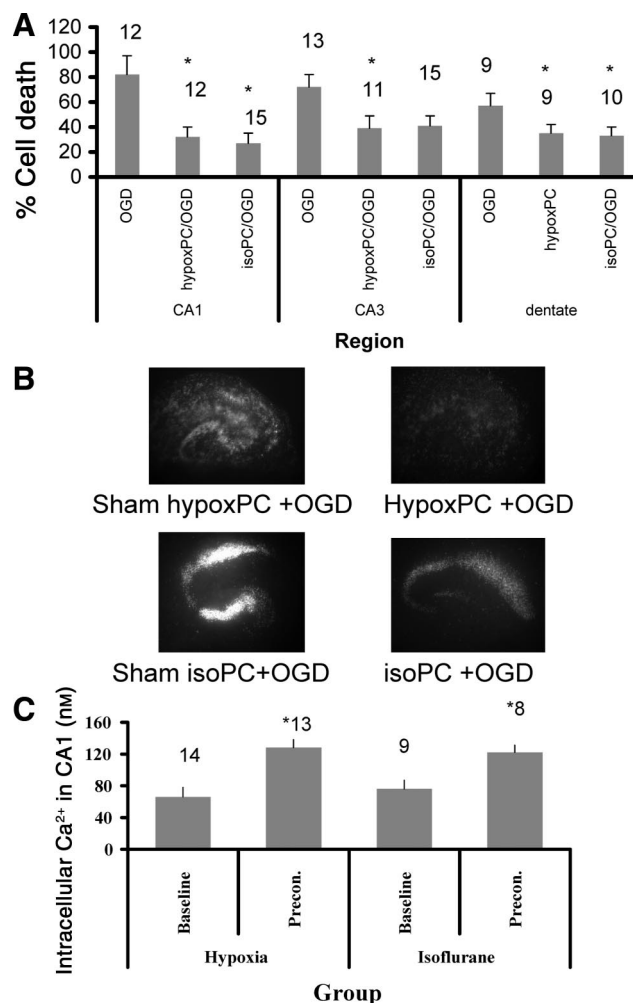 A
% Cell death
120
100
80
60
40
20
0
12
*
12
*
15
13
*
11
15
9
*
9
*
10
OGD
hypoxPC/OGD
isoPC/OGD
OGD
hypoxPC/OGD
isoPC/OGD
OGD
hypoxPC
isoPC/OGD
CA1
CA3
dentate
Region
B
Sham hypoxPC +OGD
HypoxPC +OGD
Sham isoPC+OGD
isoPC +OGD
C
Intracellular Ca²⁺ in CA1 (nM)
160
120
80
40
0
14
*13
9
*8
Baseline
Precon.
Baseline
Precon.
Hypoxia
Isoflurane
Group